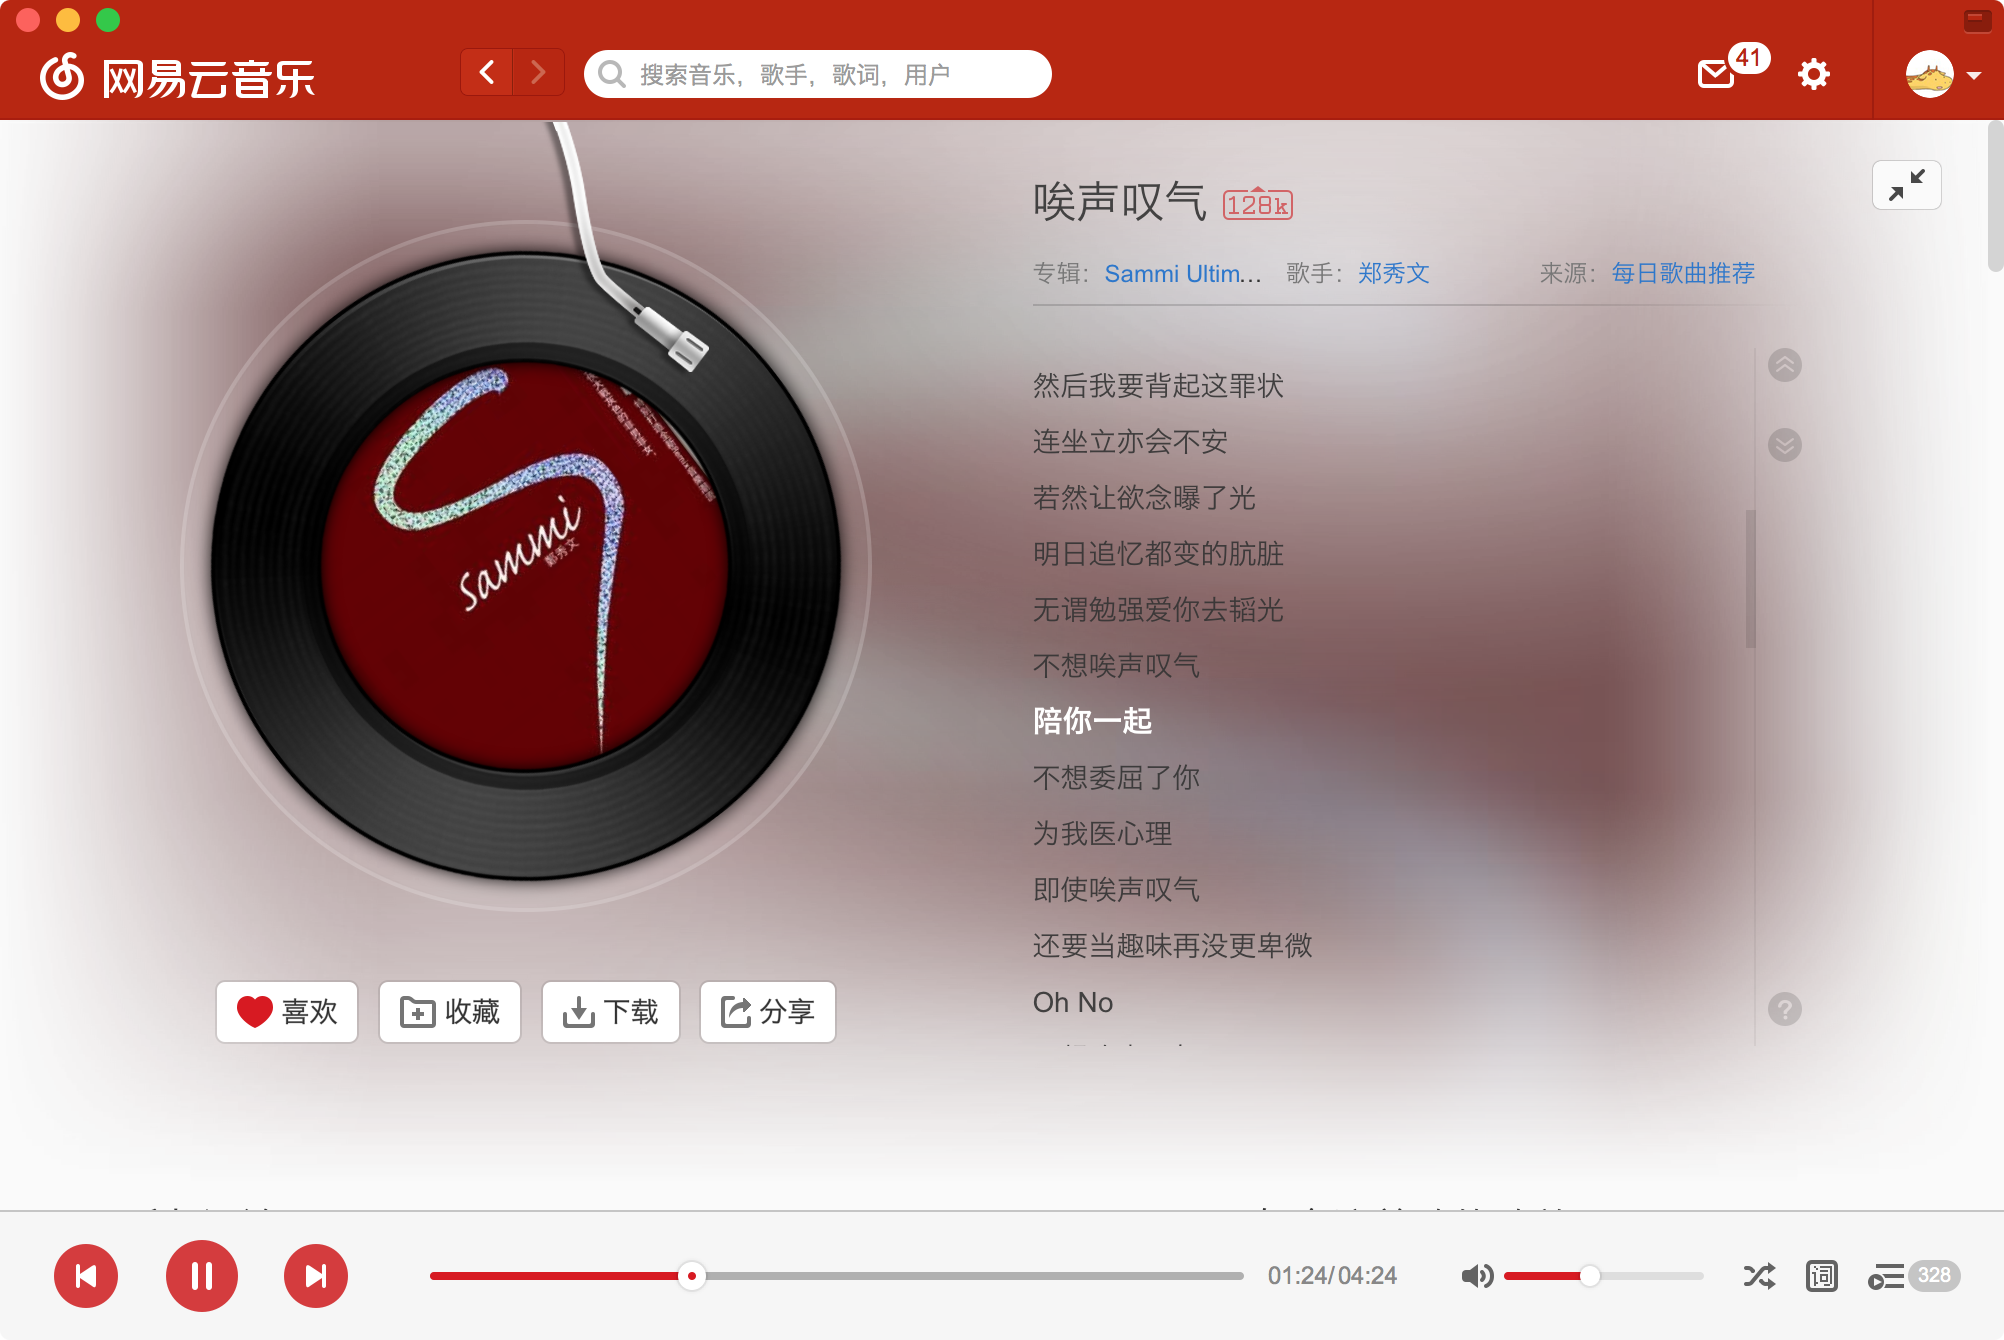 网易云音乐
搜索音乐，歌手，歌词，用户
41
唉声叹气 128k
专辑： Sammi Ultim... 歌手： 郑秀文 来源： 每日歌曲推荐
Sammi
鄭秀文
然后我要背起这罪状
连坐立亦会不安
若然让欲念曝了光
明日追忆都变的肮脏
无谓勉强爱你去韬光
不想唉声叹气
陪你一起
不想委屈了你
为我医心理
即使唉声叹气
还要当趣味再没更卑微
Oh No
?
喜欢 收藏 下载 分享
01:24/04:24
词
328